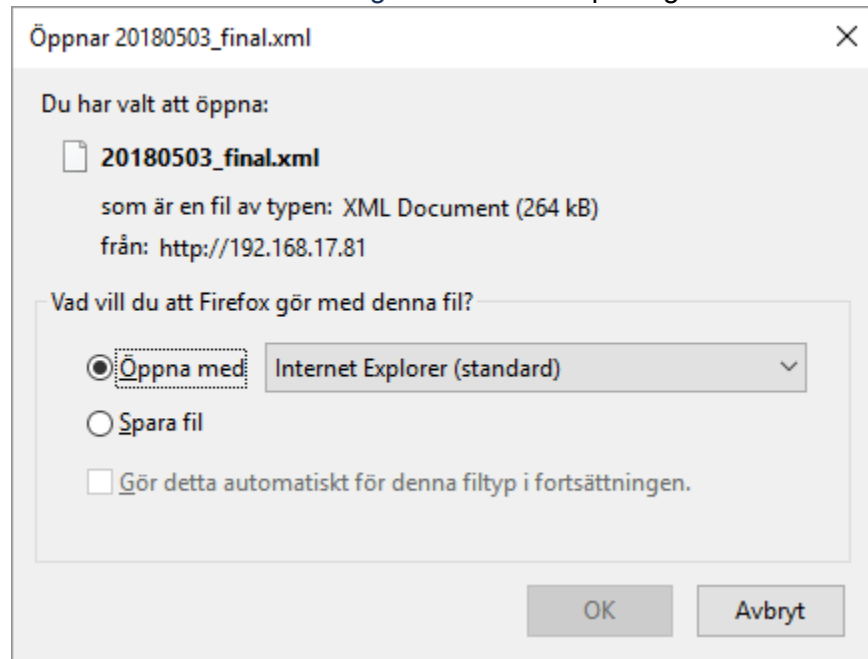 Öppnar 20180503_final.xml
Du har valt att öppna:
20180503_final.xml
som är en fil av typen: XML Document (264 kB)
från: http://192.168.17.81
Vad vill du att Firefox gör med denna fil?
Öppna med Internet Explorer (standard)
Spara fil
Gör detta automatiskt för denna filtyp i fortsättningen.
OK Avbryt